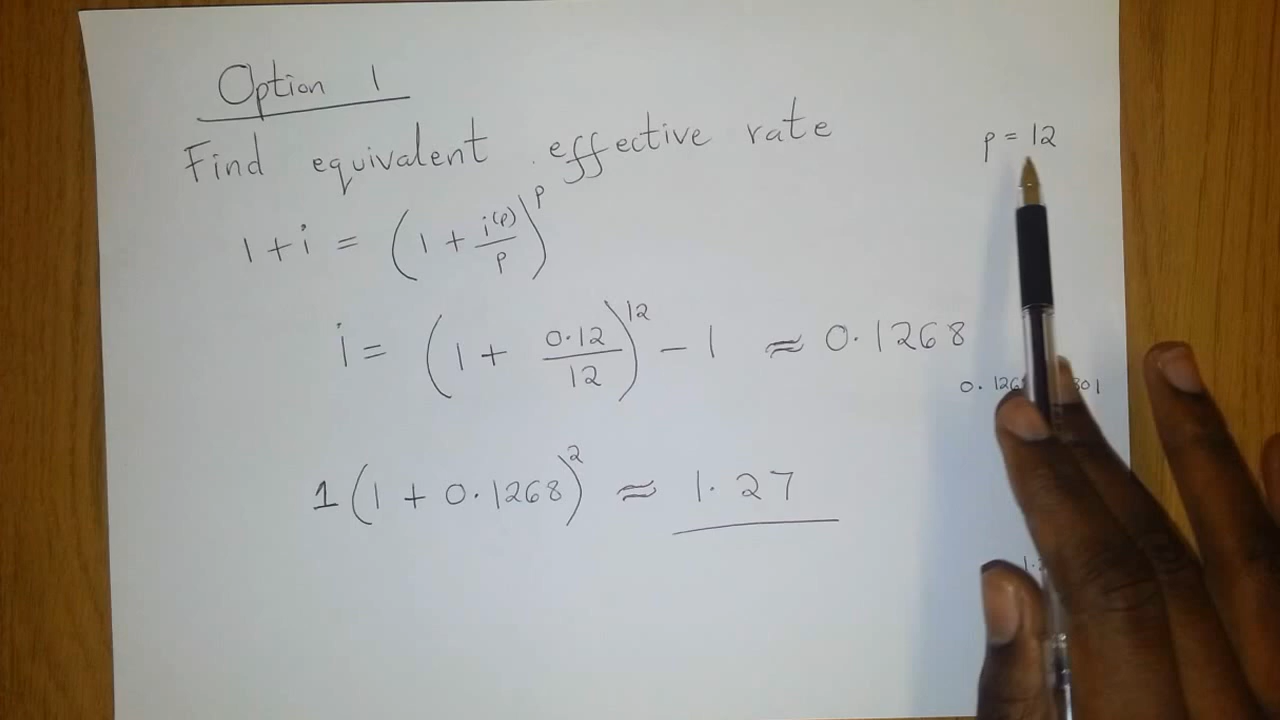 Option 1
Find equivalent effective rate
p = 12
1 + i = (1 + i^(p)/p)^p
i = (1 + 0.12/12)^12 - 1 ≈ 0.1268
1(1 + 0.1268)^2 ≈ 1.27